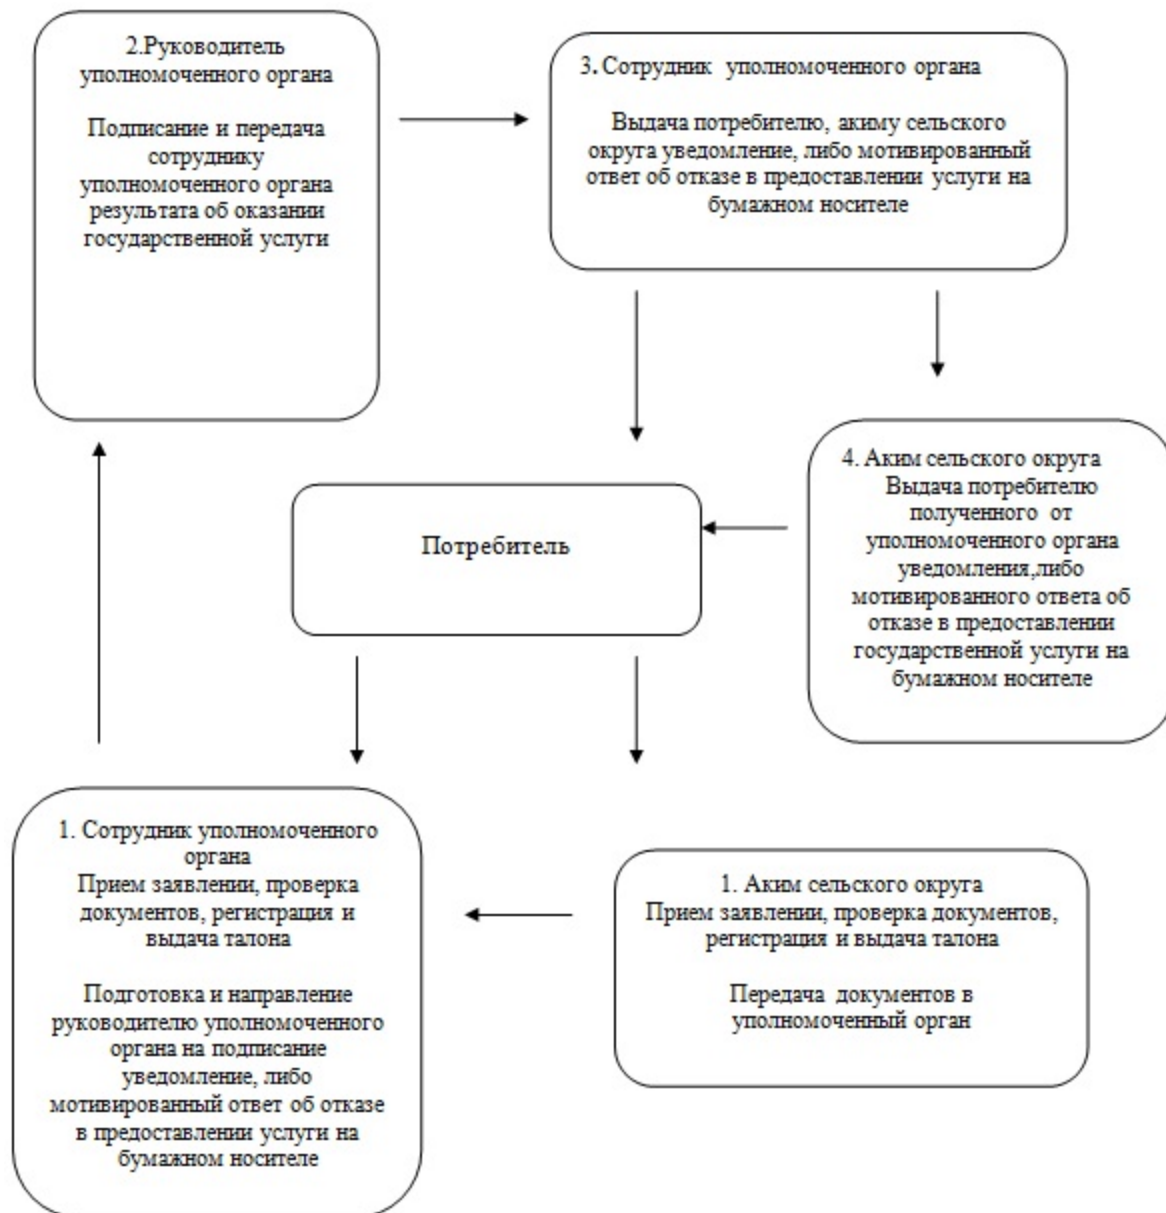 2.Руководитель
уполномоченного органа
Подписание и передача
сотруднику
уполномоченного органа
результата об оказании
государственной услуги
3. Сотрудник уполномоченного органа
Выдача потребителю, акиму сельского
округа уведомление, либо мотивированный
ответ об отказе в предоставлении услуги на
бумажном носителе
4. Аким сельского округа
Выдача потребителю
полученного от
уполномоченного органа
уведомления,либо
мотивированного ответа об
отказе в предоставлении
государственной услуги на
бумажном носителе
Потребитель
1. Сотрудник уполномоченного
органа
Прием заявлении, проверка
документов, регистрация и
выдача талона
Подготовка и направление
руководителю уполномоченного
органа на подписание
уведомление, либо
мотивированный ответ об отказе
в предоставлении услуги на
бумажном носителе
1. Аким сельского округа
Прием заявлении, проверка документов,
регистрация и выдача талона
Передача документов в
уполномоченный орган